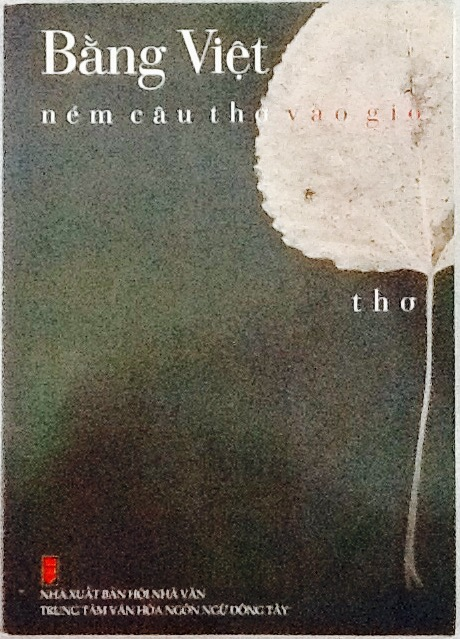 Bằng Việt
ném câu thơ vào gió
thơ
NHÀ XUẤT BẢN HỘI NHÀ VĂN
TRUNG TÂM VĂN HÓA NGÔN NGỮ ĐÔNG TÂY